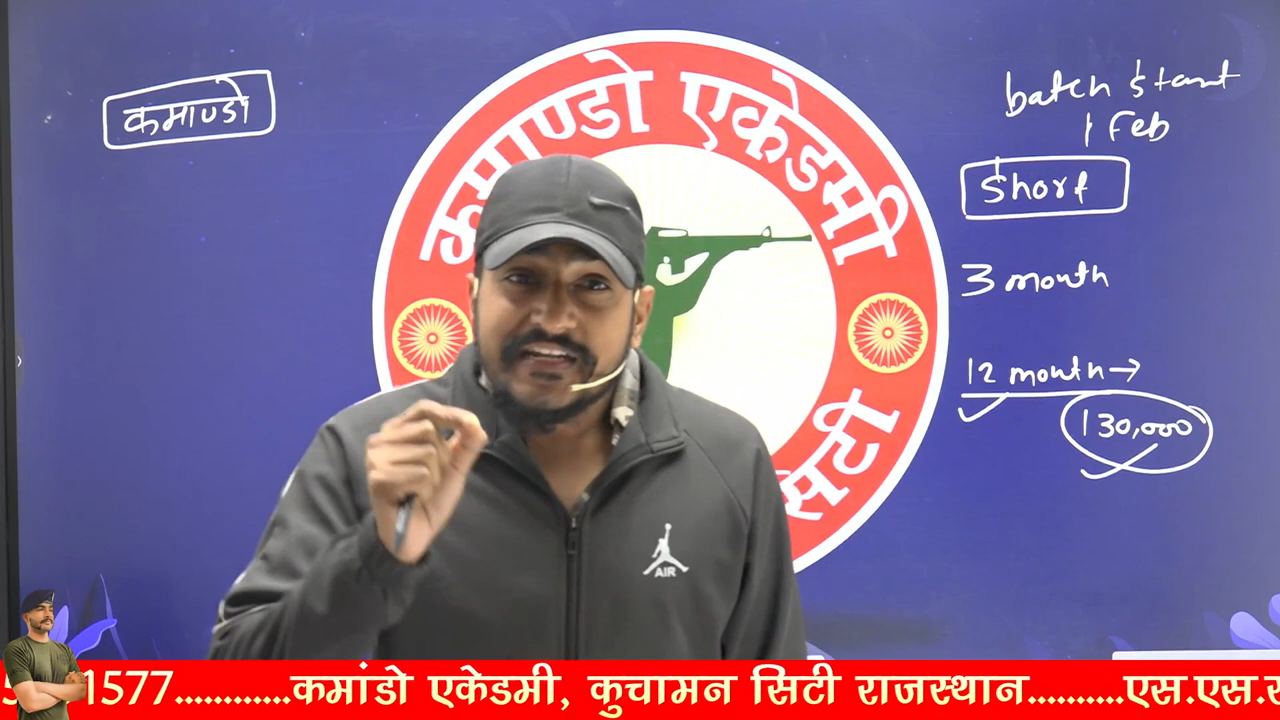 कमाण्डो
कमाण्डो एकेडमी
सिटी
batch start
1 Feb
Short
3 month
12 month →
130,000
AIR
1577............कमांडो एकेडमी, कुचामन सिटी राजस्थान..........एस.एस.